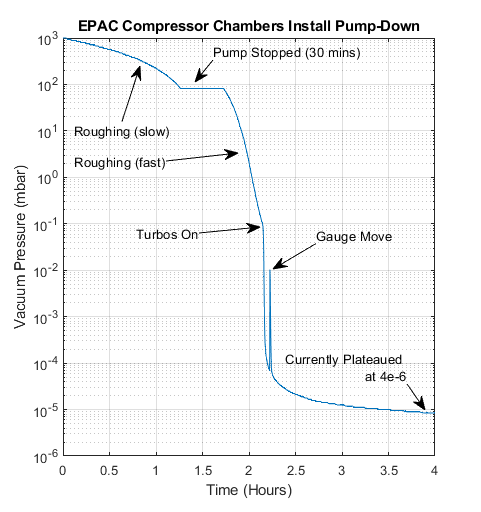 EPAC Compressor Chambers Install Pump-Down
10^3
Pump Stopped (30 mins)
10^2
Roughing (slow)
10^1
Roughing (fast)
10^0
Turbos On
Gauge Move
10^-1
10^-2
10^-3
10^-4
Currently Plateaued
at 4e-6
10^-5
10^-6
Vacuum Pressure (mbar)
0 0.5 1 1.5 2 2.5 3 3.5 4
Time (Hours)